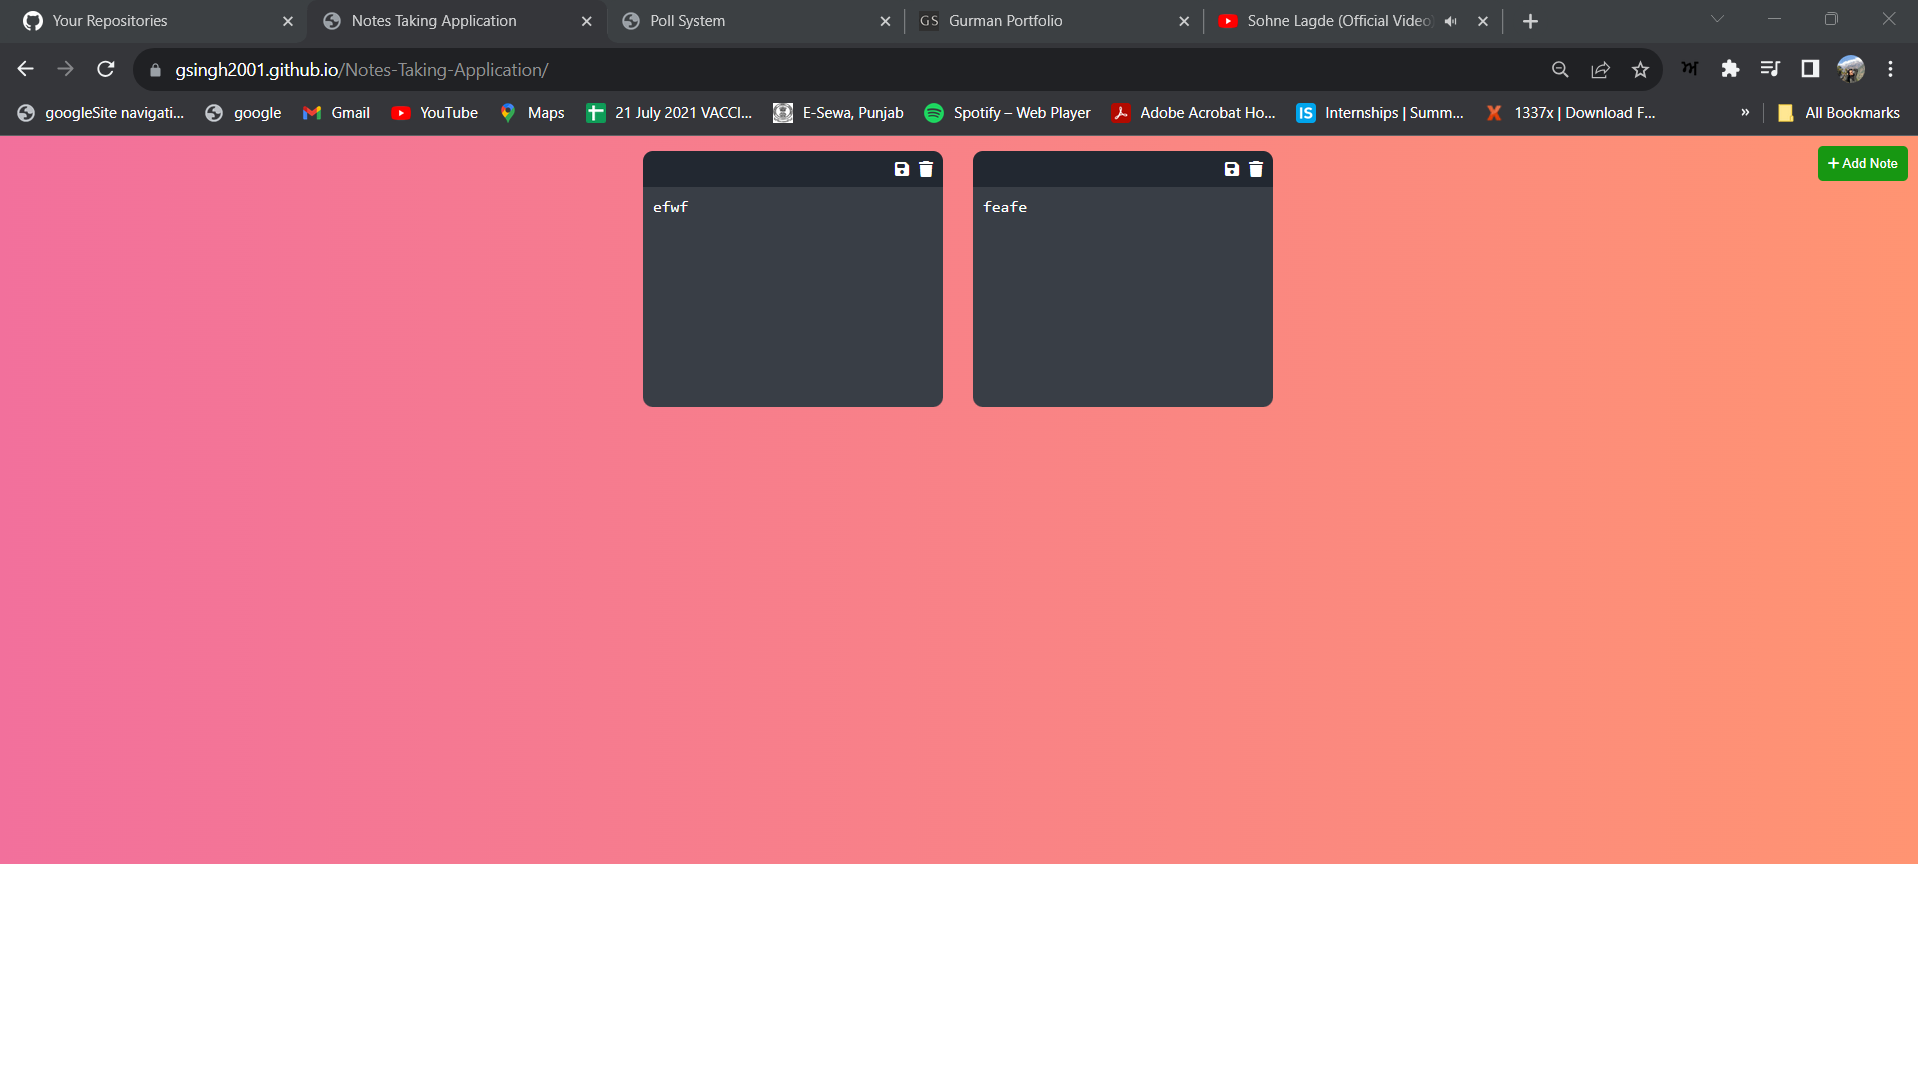 Your Repositories
Notes Taking Application
Poll System
GS Gurman Portfolio
Sohne Lagde (Official Video)
gsingh2001.github.io/Notes-Taking-Application/
googleSite navigati...
google
Gmail
YouTube
Maps
21 July 2021 VACCI...
E-Sewa, Punjab
Spotify – Web Player
Adobe Acrobat Ho...
IS Internships | Summ...
X 1337x | Download F...
» All Bookmarks
+ Add Note
efwf
feafe